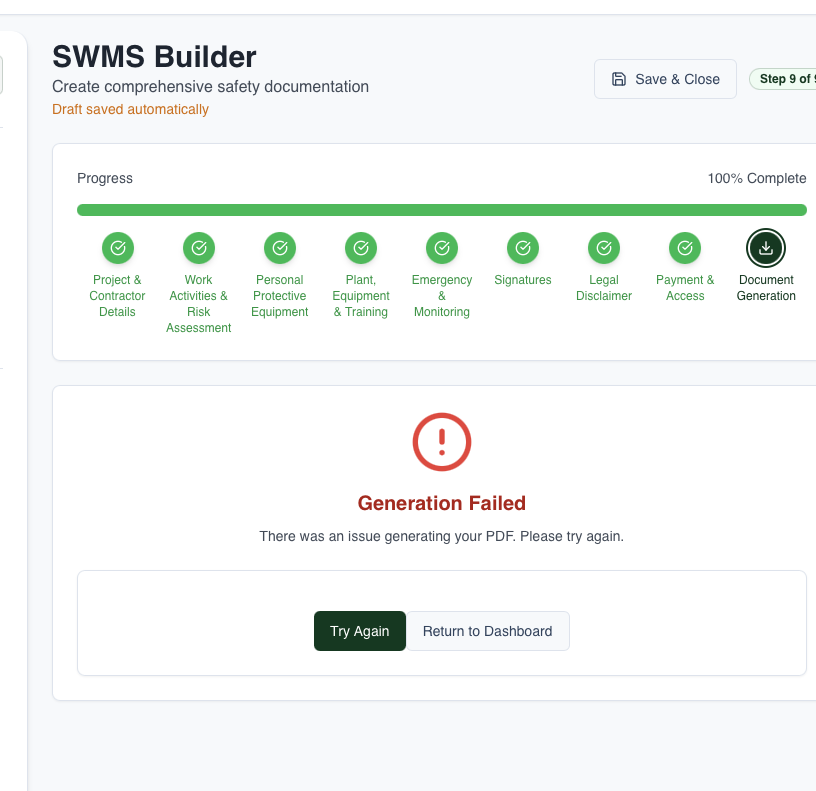 SWMS Builder
Create comprehensive safety documentation
Draft saved automatically
Save & Close
Step 9 of 9
Progress
100% Complete
Project &
Contractor
Details
Work
Activities &
Risk
Assessment
Personal
Protective
Equipment
Plant,
Equipment
& Training
Emergency
&
Monitoring
Signatures
Legal
Disclaimer
Payment &
Access
Document
Generation
Generation Failed
There was an issue generating your PDF. Please try again.
Try Again
Return to Dashboard